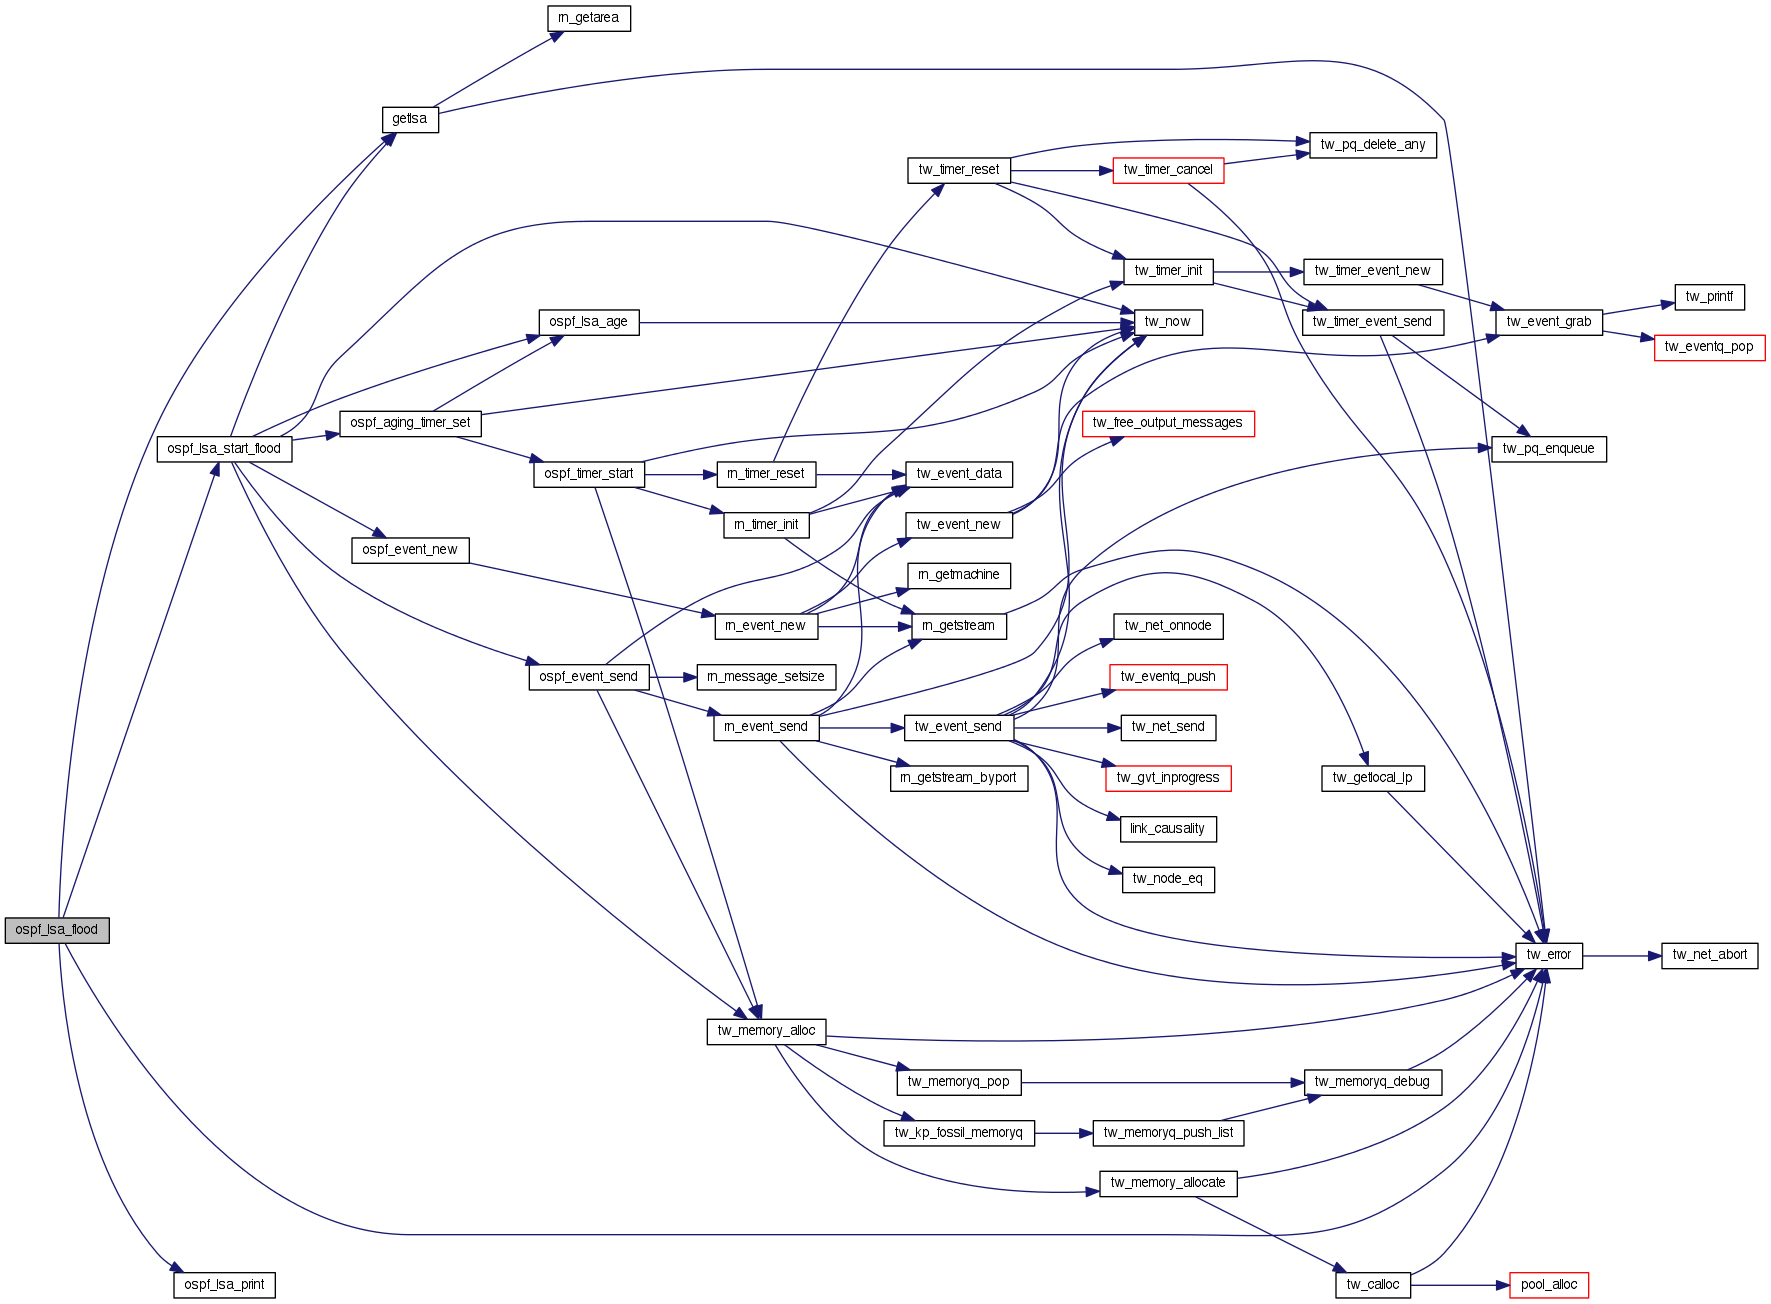 rn_getarea
getlsa
tw_pq_delete_any
tw_timer_reset
tw_timer_cancel
tw_timer_init
tw_timer_event_new
tw_printf
ospf_lsa_age
tw_now
tw_timer_event_send
tw_event_grab
tw_eventq_pop
ospf_aging_timer_set
tw_free_output_messages
ospf_lsa_start_flood
tw_pq_enqueue
ospf_timer_start
rn_timer_reset
tw_event_data
rn_timer_init
tw_event_new
ospf_event_new
rn_getmachine
rn_event_new
rn_getstream
tw_net_onnode
ospf_event_send
rn_message_setsize
tw_eventq_push
rn_event_send
tw_event_send
tw_net_send
rn_getstream_byport
tw_gvt_inprogress
tw_getlocal_lp
link_causality
tw_node_eq
ospf_lsa_flood
tw_error
tw_net_abort
tw_memory_alloc
tw_memoryq_pop
tw_memoryq_debug
tw_kp_fossil_memoryq
tw_memoryq_push_list
tw_memory_allocate
ospf_lsa_print
tw_calloc
pool_alloc